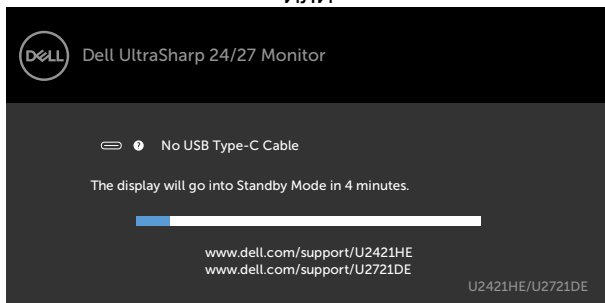 или
DELL
Dell UltraSharp 24/27 Monitor
? No USB Type-C Cable
The display will go into Standby Mode in 4 minutes.
www.dell.com/support/U2421HE
www.dell.com/support/U2721DE
U2421HE/U2721DE